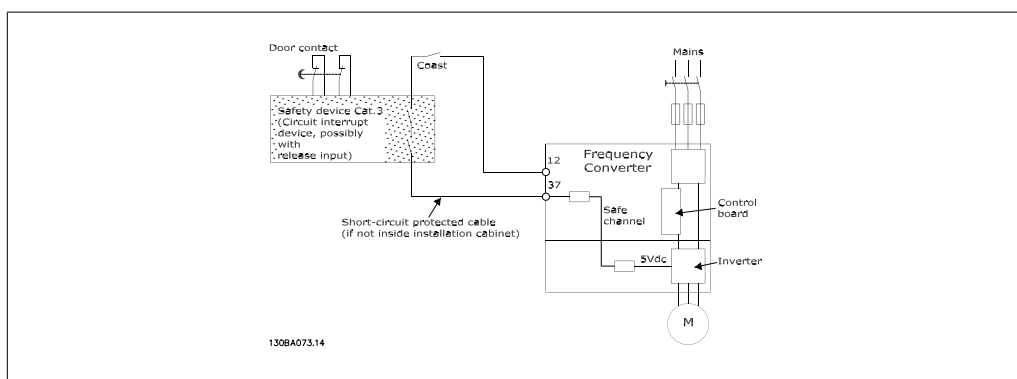 Door contact
Coast
Mains
Safety device Cat.3
(Circuit interrupt
device, possibly
with
release input)
Frequency
Converter
12
37
Safe
channel
Control
board
Short-circuit protected cable
(if not inside installation cabinet)
5Vdc
Inverter
M
130BA073.14